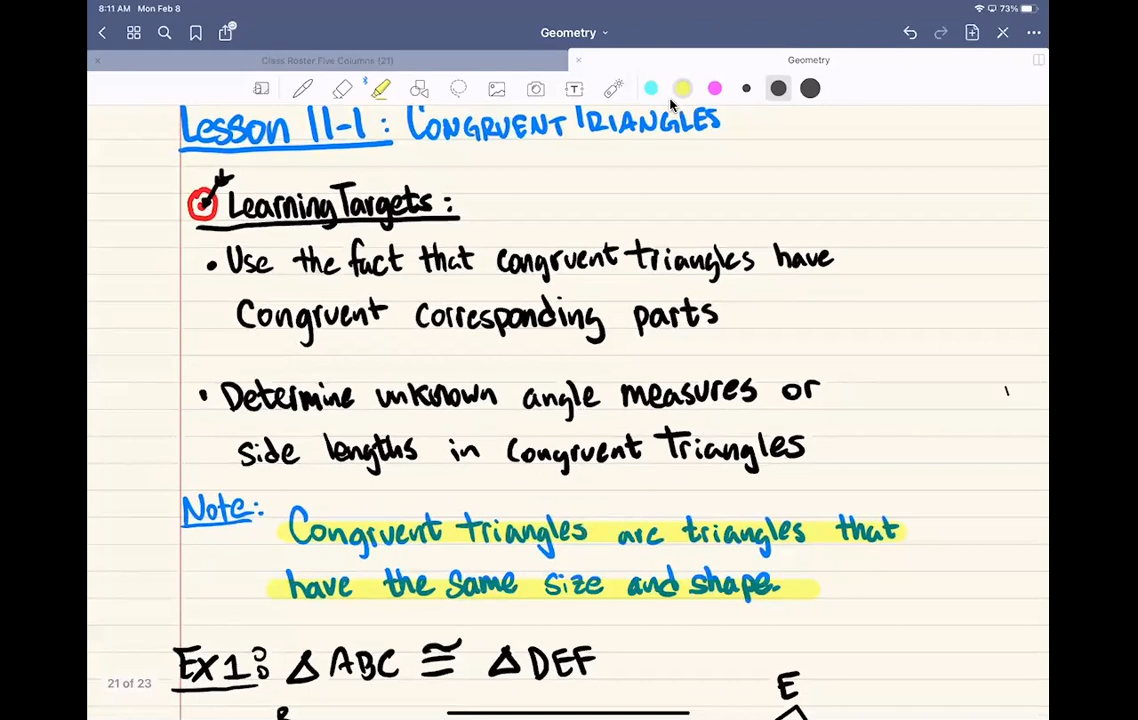 8:11 AM Mon Feb 8
73%
Geometry
Class Roster Five Columns (21)
Geometry
Lesson 11-1: CONGRUENT TRIANGLES
Learning Targets:
• Use the fact that congruent triangles have
Congruent corresponding parts
• Determine unknown angle measures or
side lengths in congruent Triangles
Note:
Congruent triangles are triangles that
have the same size and shape.
EX1: △ABC ≅ △DEF
21 of 23
B
E